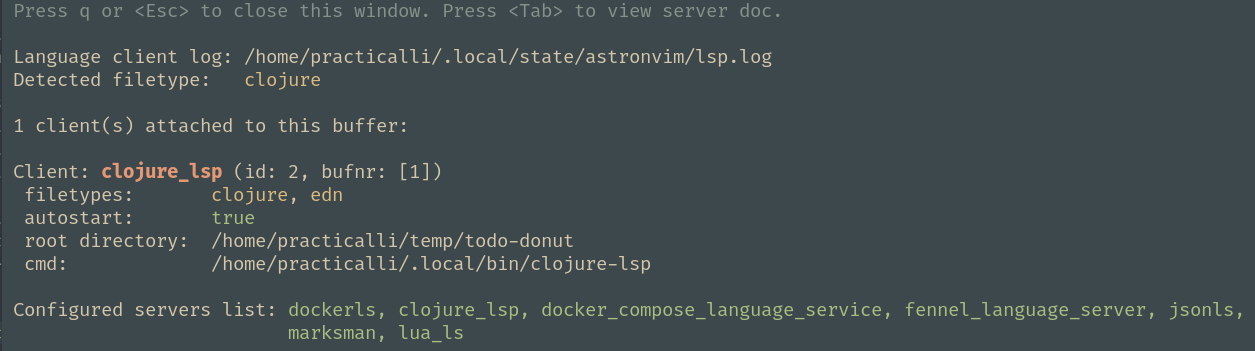 Press q or <Esc> to close this window. Press <Tab> to view server doc.
Language client log: /home/practicalli/.local/state/astronvim/lsp.log
Detected filetype:   clojure
1 client(s) attached to this buffer:
Client: clojure_lsp (id: 2, bufnr: [1])
 filetypes:       clojure, edn
 autostart:       true
 root directory:  /home/practicalli/temp/todo-donut
 cmd:             /home/practicalli/.local/bin/clojure-lsp
Configured servers list: dockerls, clojure_lsp, docker_compose_language_service, fennel_language_server, jsonls,
                         marksman, lua_ls